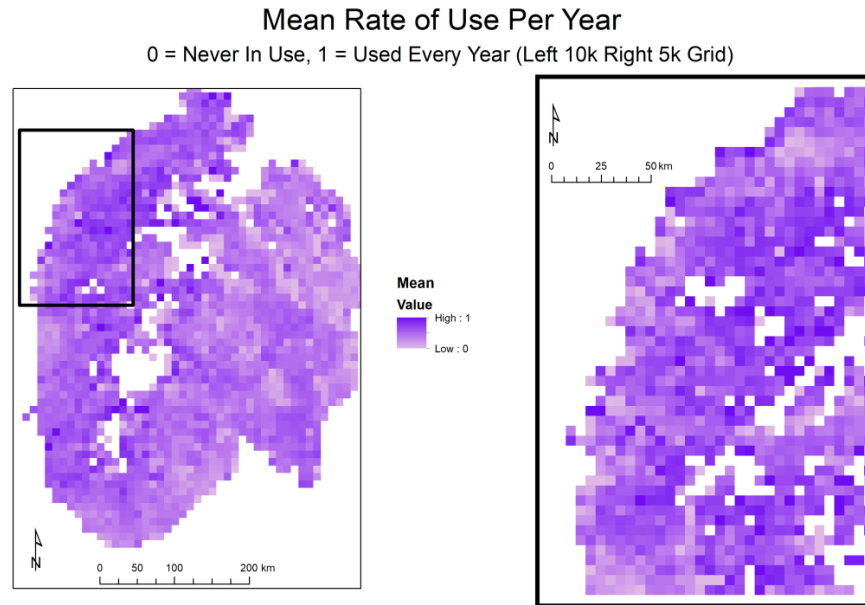 Mean Rate of Use Per Year
0 = Never In Use, 1 = Used Every Year (Left 10k Right 5k Grid)
N
0 25 50 km
Mean
Value
High : 1
Low : 0
N
0 50 100 200 km